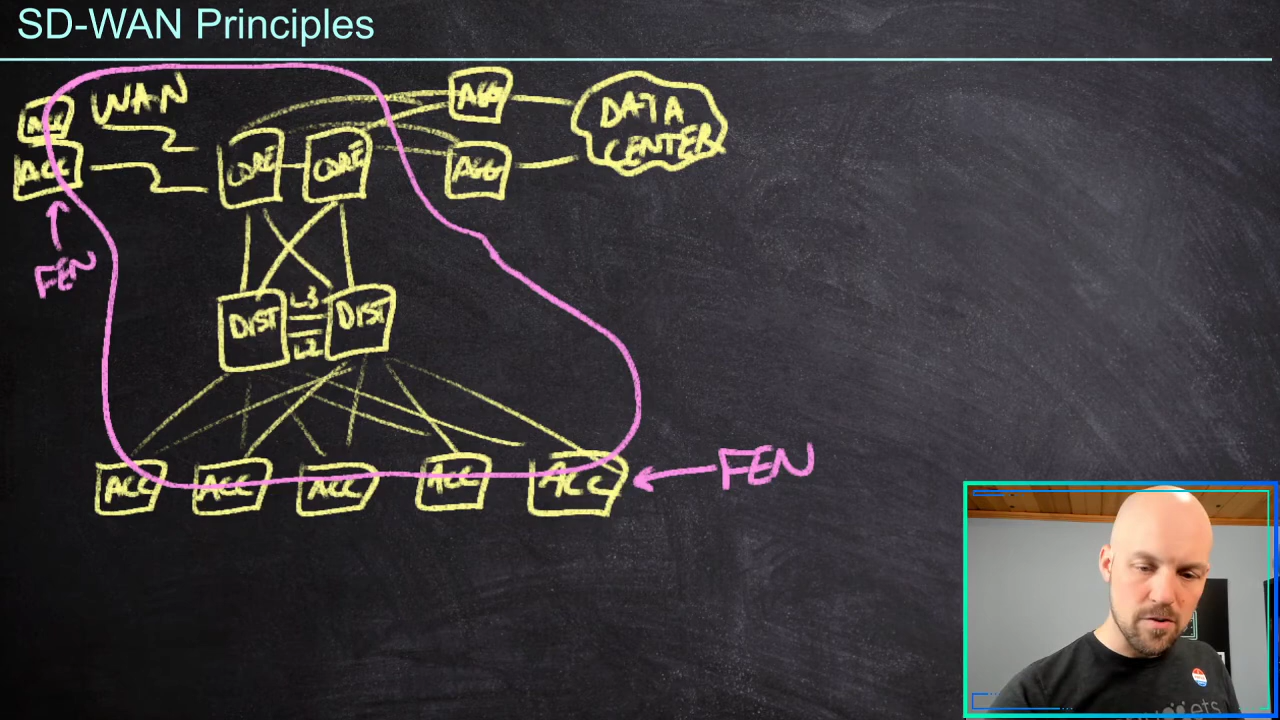 SD-WAN Principles
WAN
ACC
CORE
CORE
AGG
AGG
DATA
CENTER
FEN
DIST
L3
L2
DIST
ACC
ACC
ACC
ACC
ACC
FEN